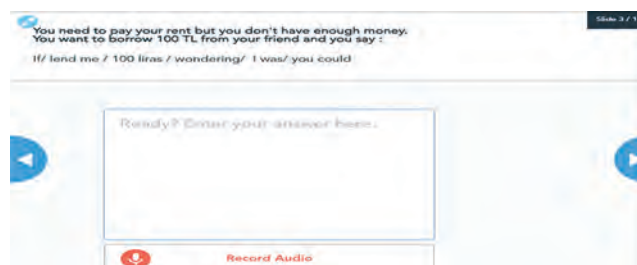 You need to pay your rent but you don't have enough money.
Slide 3 / 1
You want to borrow 100 TL from your friend and you say :
If/ lend me / 100 liras / wondering/ I was/ you could
Ready? Enter your answer here.
Record Audio